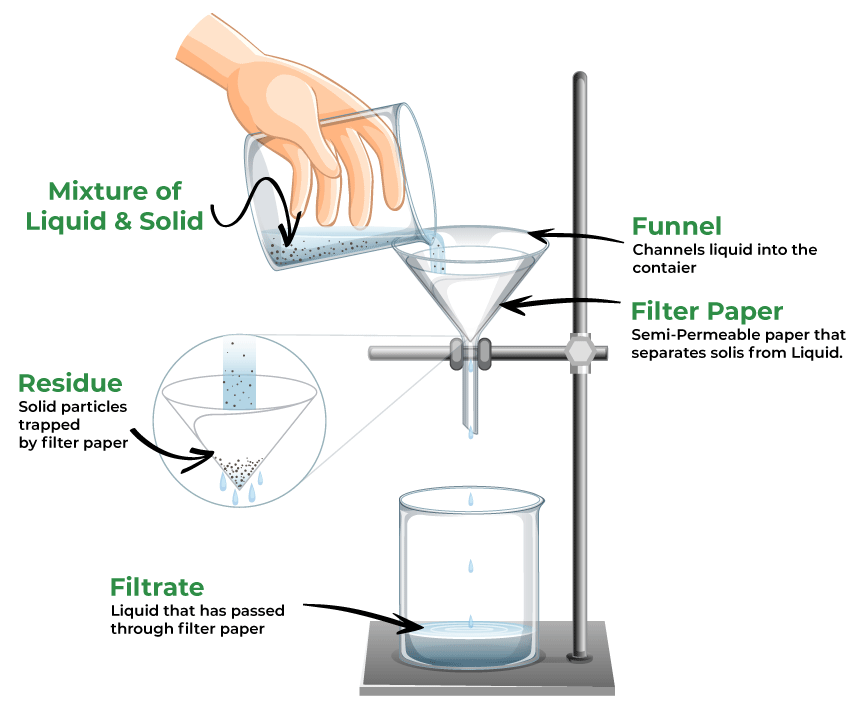 Mixture of
Liquid & Solid
Funnel
Channels liquid into the
contaier
Filter Paper
Semi-Permeable paper that
separates solis from Liquid.
Residue
Solid particles
trapped
by filter paper
Filtrate
Liquid that has passed
through filter paper